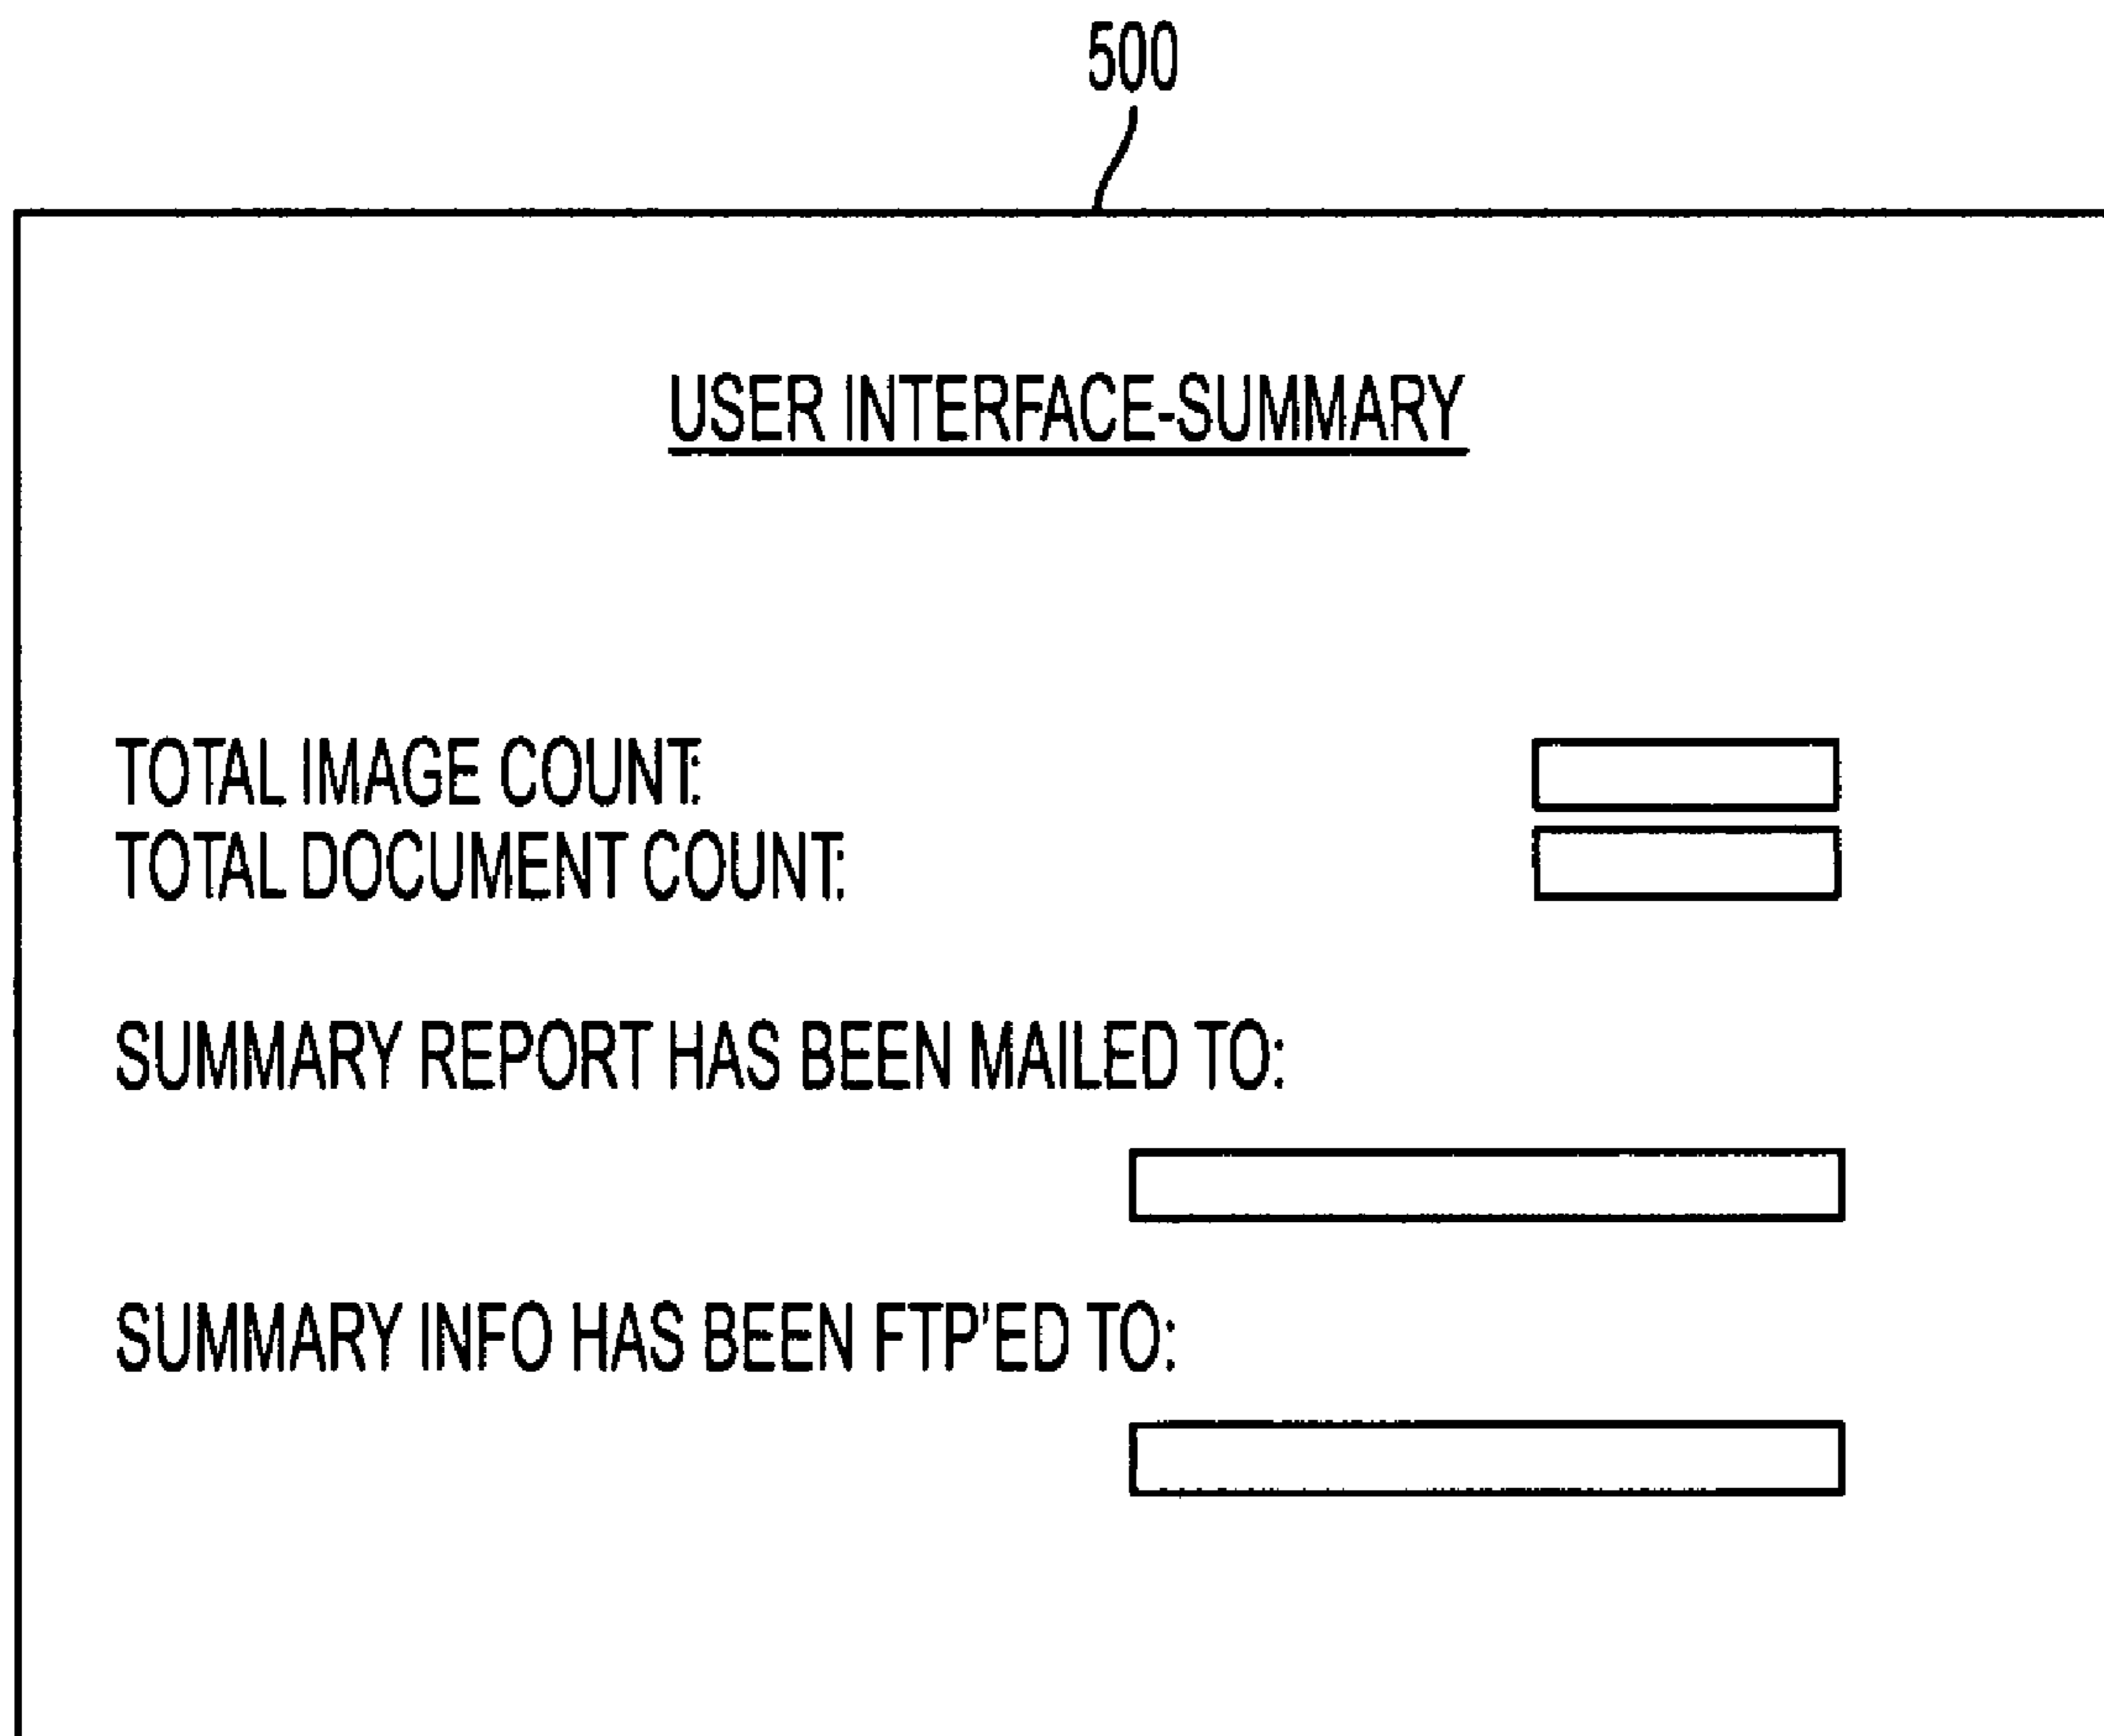 500
USER INTERFACE-SUMMARY
TOTAL IMAGE COUNT:
TOTAL DOCUMENT COUNT:
SUMMARY REPORT HAS BEEN MAILED TO:
SUMMARY INFO HAS BEEN FTP'ED TO: